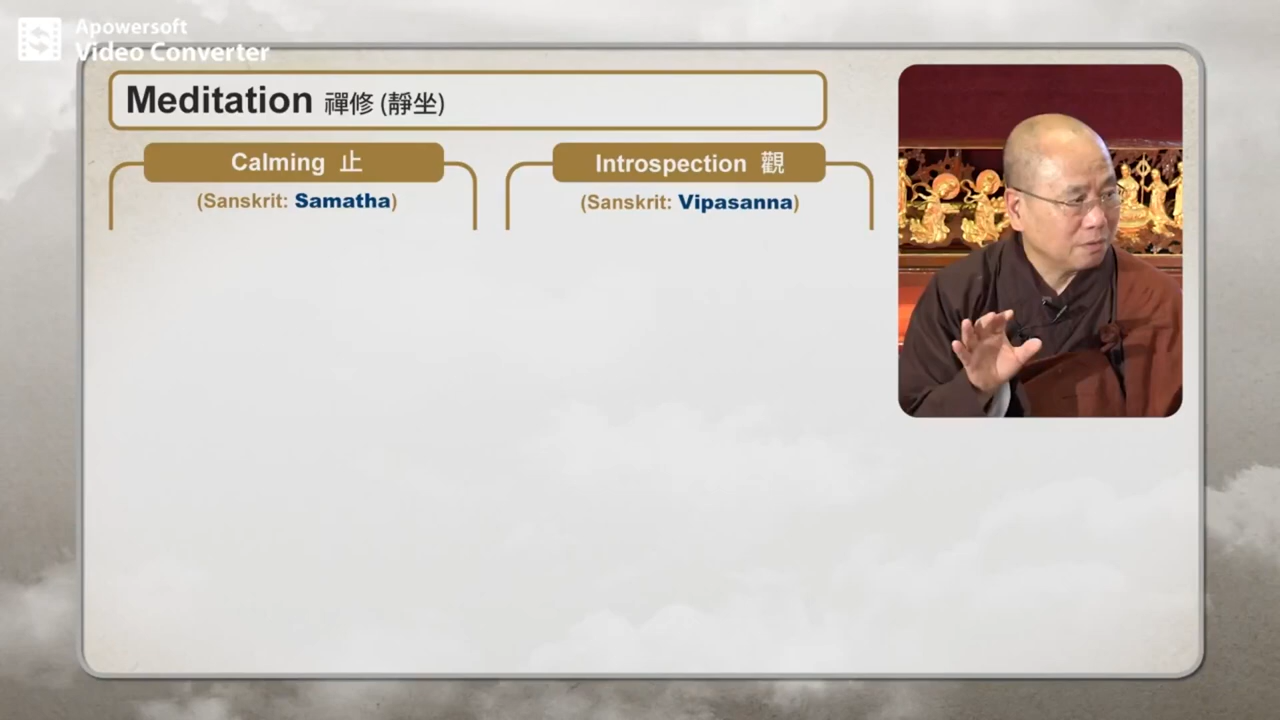 Apowersoft
Video Converter
Meditation 禪修 (靜坐)
Calming 止
(Sanskrit: Samatha)
Introspection 觀
(Sanskrit: Vipasanna)